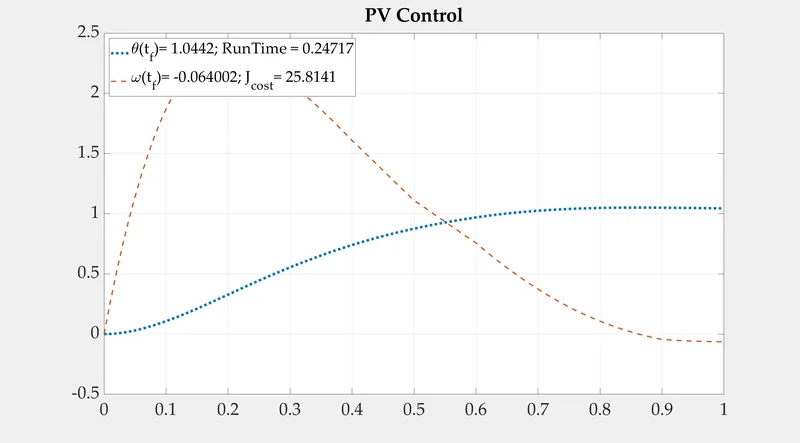 PV Control
θ(t_f)= 1.0442; RunTime = 0.24717
ω(t_f)= -0.064002; J_cost= 25.8141
2.5
2
1.5
1
0.5
0
-0.5
0 0.1 0.2 0.3 0.4 0.5 0.6 0.7 0.8 0.9 1